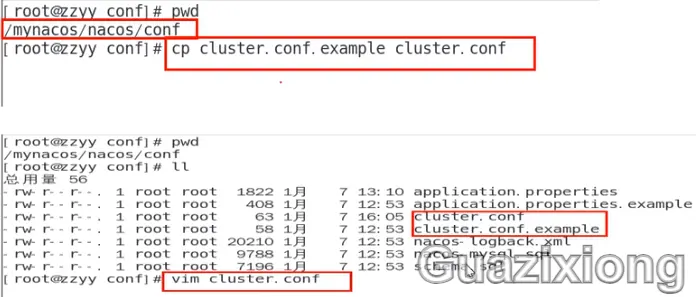 [root@zzyy conf]# pwd
/mynacos/nacos/conf
[root@zzyy conf]# cp cluster.conf.example cluster.conf
[root@zzyy conf]# pwd
/mynacos/nacos/conf
[root@zzyy conf]# ll
总用量 56
-rw-r--r--. 1 root root 1822 1月 7 13:10 application.properties
-rw-r--r--. 1 root root 408 1月 7 12:53 application.properties.example
-rw-r--r--. 1 root root 63 1月 7 16:05 cluster.conf
-rw-r--r--. 1 root root 58 1月 7 12:53 cluster.conf.example
-rw-r--r--. 1 root root 20210 1月 7 12:53 nacos-logback.xml
-rw-r--r--. 1 root root 9788 1月 7 12:53 nacos-mysql.sql
-rw-r--r--. 1 root root 7196 1月 7 12:53 schema.sql
[root@zzyy conf]# vim cluster.conf
Guazixiong